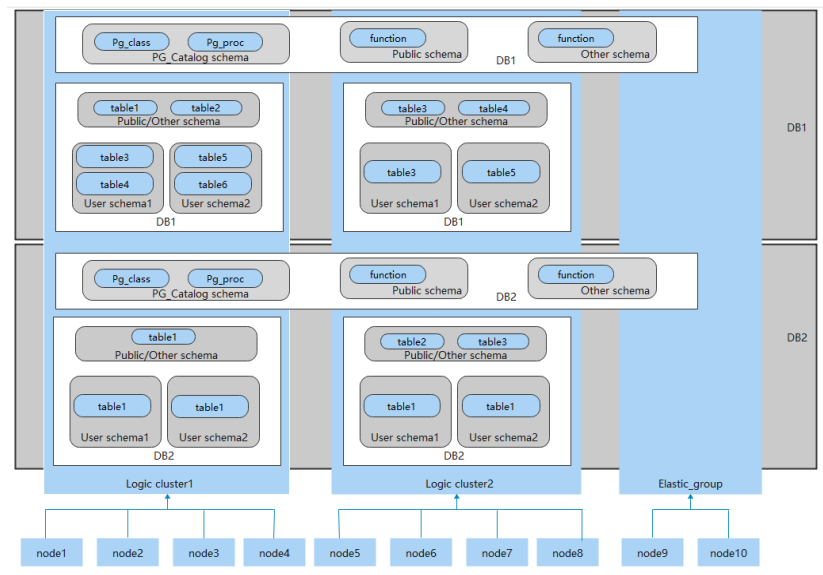 Pg_class
Pg_proc
PG_Catalog schema
function
Public schema
function
Other schema
DB1
table1
table2
Public/Other schema
table3
table4
User schema1
table5
table6
User schema2
DB1
table3
table4
Public/Other schema
table3
User schema1
table5
User schema2
DB1
DB1
Pg_class
Pg_proc
PG_Catalog schema
function
Public schema
function
Other schema
DB2
table1
Public/Other schema
table1
User schema1
table1
User schema2
DB2
table2
table3
Public/Other schema
table1
User schema1
table1
User schema2
DB2
DB2
Logic cluster1
Logic cluster2
Elastic_group
node1
node2
node3
node4
node5
node6
node7
node8
node9
node10